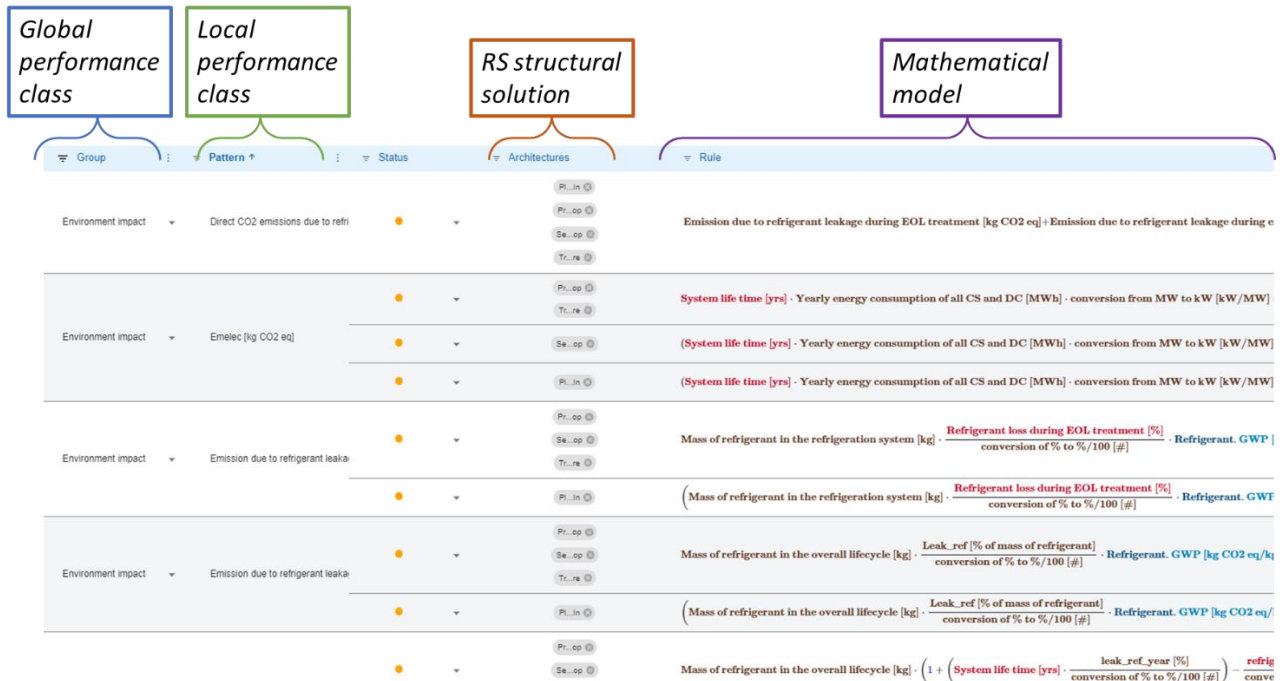 Global
performance
class
Local
performance
class
RS structural
solution
Mathematical
model
Group
Pattern ↑
Status
Architectures
Rule
Environment impact
Direct CO2 emissions due to refri
Pl...In
Pr...op
Se...op
Tr...re
Emission due to refrigerant leakage during EOL treatment [kg CO2 eq]+Emission due to refrigerant leakage during e
Environment impact
Emelec [kg CO2 eq]
Pr...op
Tr...re
System life time [yrs] · Yearly energy consumption of all CS and DC [MWh] · conversion from MW to kW [kW/MW]
Se...op
(System life time [yrs] · Yearly energy consumption of all CS and DC [MWh] · conversion from MW to kW [kW/MW]
Pl...In
(System life time [yrs] · Yearly energy consumption of all CS and DC [MWh] · conversion from MW to kW [kW/MW]
Environment impact
Emission due to refrigerant leaka
Pr...op
Se...op
Tr...re
Mass of refrigerant in the refrigeration system [kg] · Refrigerant loss during EOL treatment [%]
conversion of % to %/100 [#]
· Refrigerant. GWP [
Pl...In
(Mass of refrigerant in the refrigeration system [kg] · Refrigerant loss during EOL treatment [%]
conversion of % to %/100 [#]
· Refrigerant. GWP
Environment impact
Emission due to refrigerant leaka
Pr...op
Se...op
Tr...re
Mass of refrigerant in the overall lifecycle [kg] · Leak_ref [% of mass of refrigerant]
conversion of % to %/100 [#]
· Refrigerant. GWP [kg CO2 eq/kg
Pl...In
(Mass of refrigerant in the overall lifecycle [kg] · Leak_ref [% of mass of refrigerant]
conversion of % to %/100 [#]
· Refrigerant. GWP [kg CO2 eq/
Pr...op
Se...op
Mass of refrigerant in the overall lifecycle [kg] · (1 + (System life time [yrs] · leak_ref_year [%]
conversion of % to %/100 [#]
) − refrig
conve